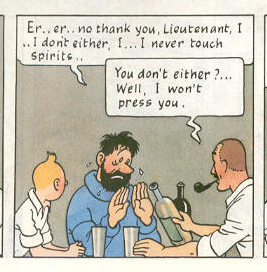 Er..er..no thank you, Lieutenant, I
..I don't either, I...I never touch
spirits..
You don't either?...
Well, I won't
press you.